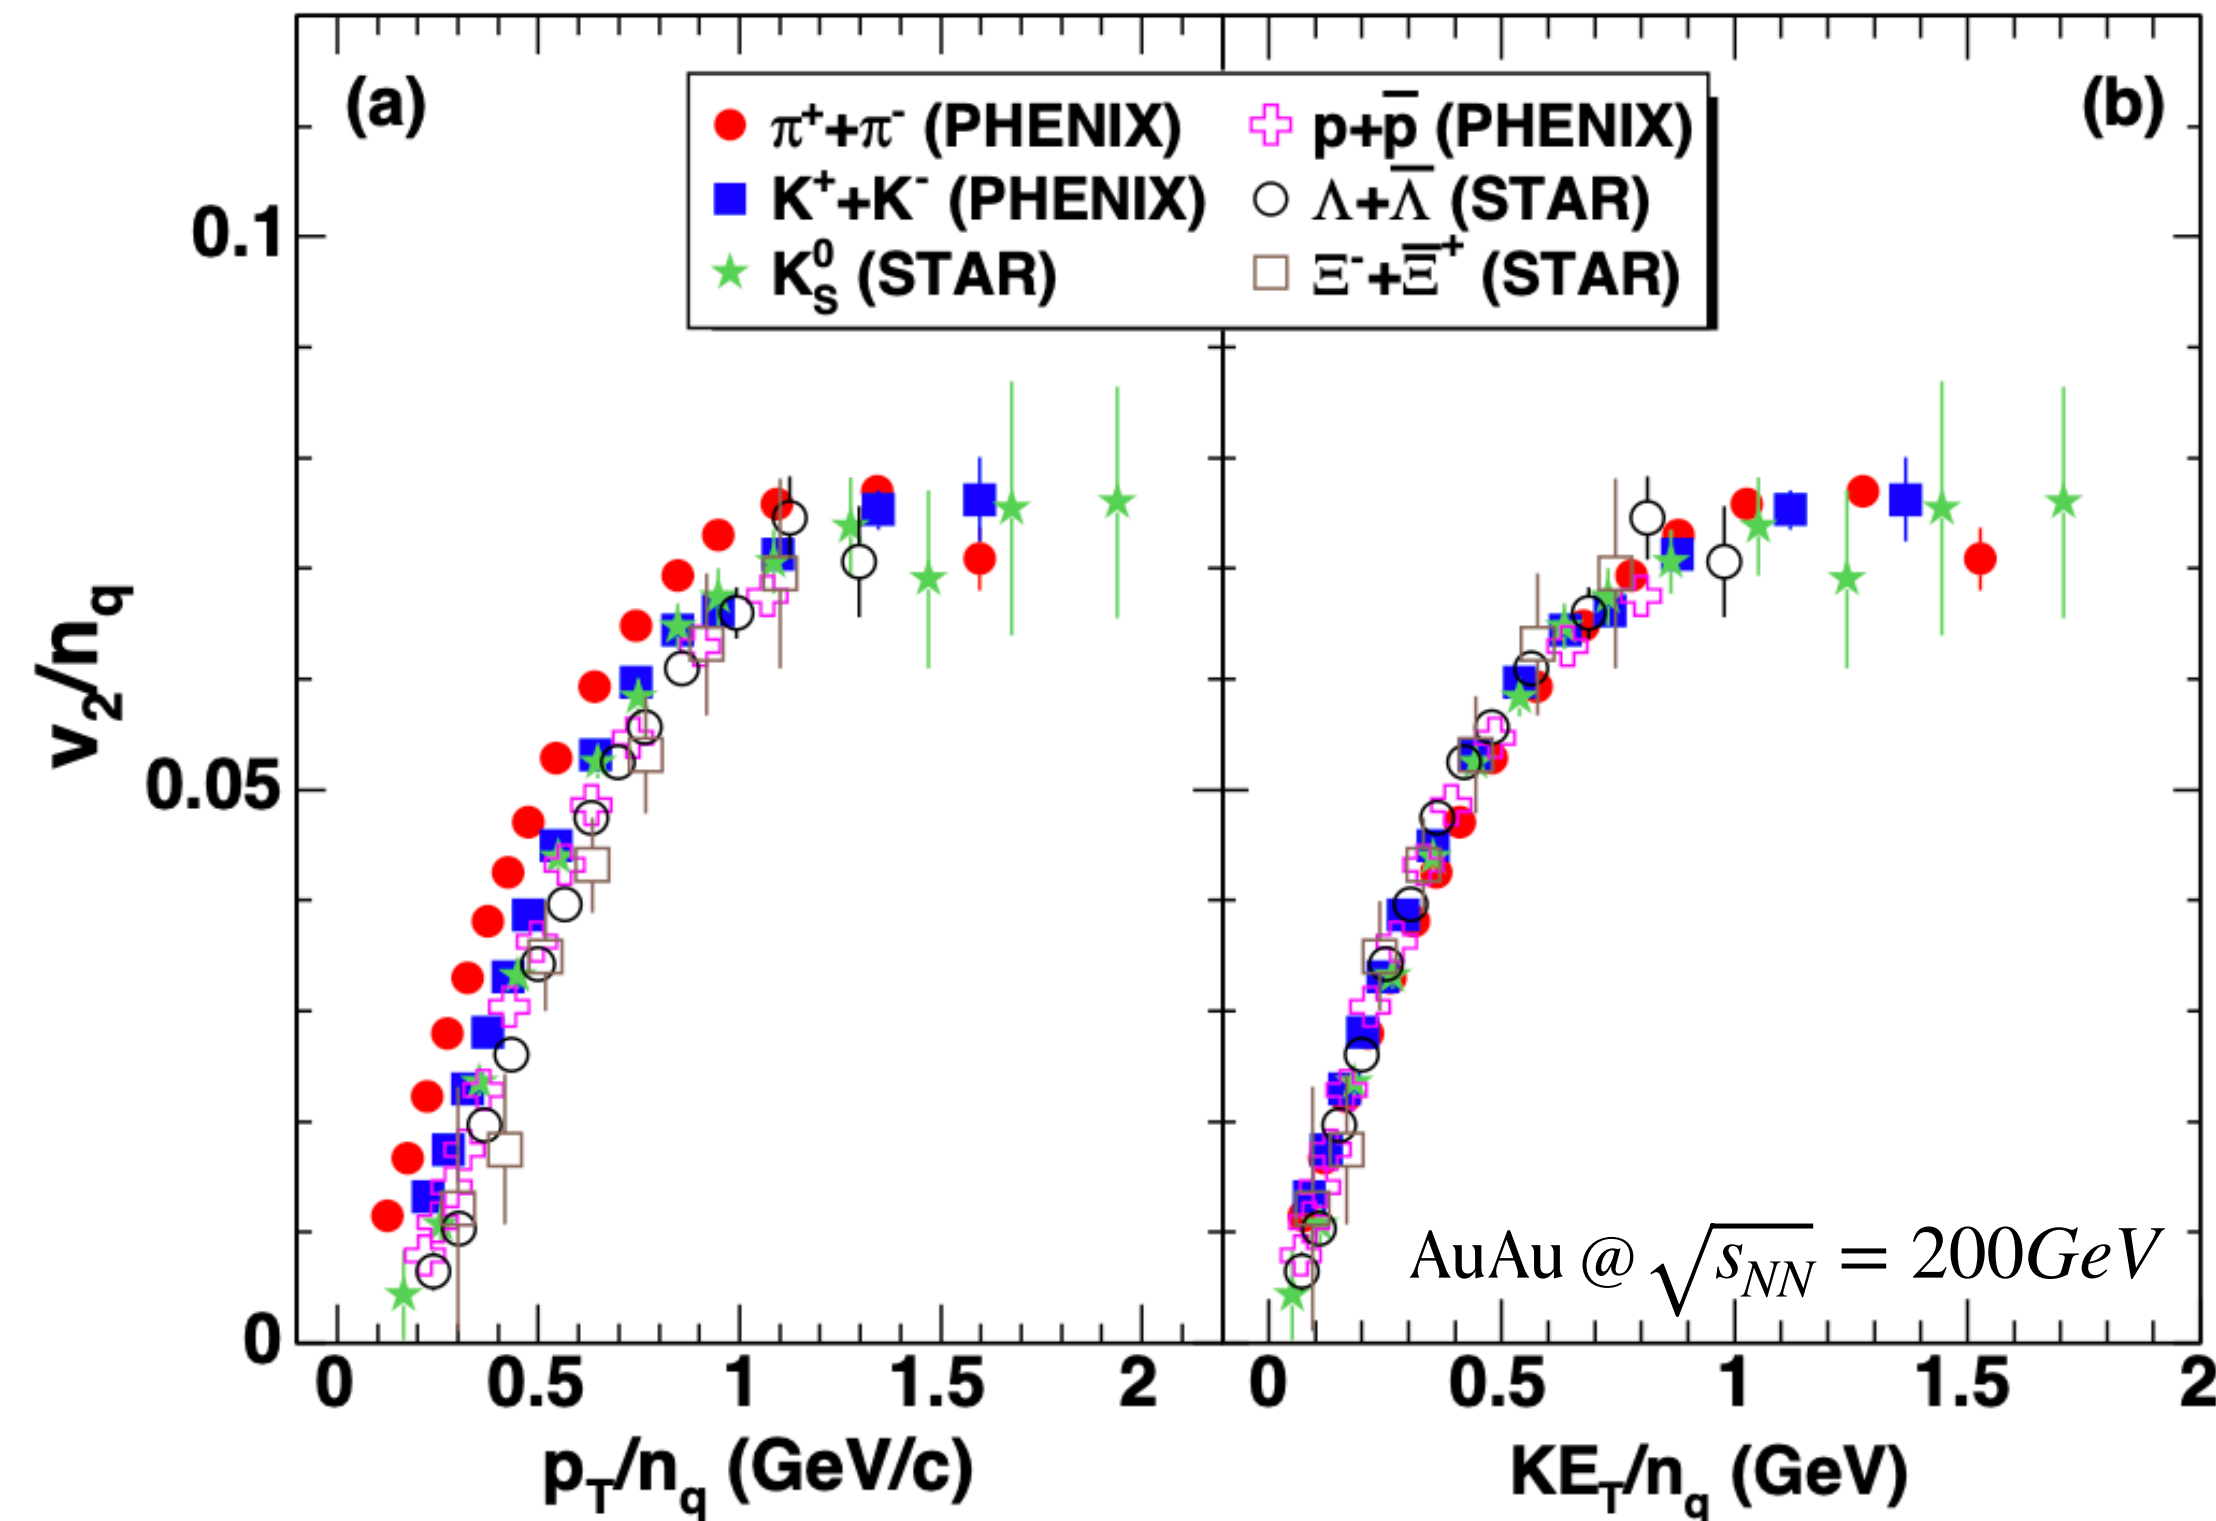 (a)
(b)
π⁺+π⁻ (PHENIX)
K⁺+K⁻ (PHENIX)
K⁰_S (STAR)
p+p̅ (PHENIX)
Λ+Λ̅ (STAR)
Ξ⁻+Ξ̅⁺ (STAR)
v₂/n_q
0.1
0.05
0
AuAu @ √s_NN = 200GeV
0 0.5 1 1.5 2
0 0.5 1 1.5 2
p_T/n_q (GeV/c)
KE_T/n_q (GeV)